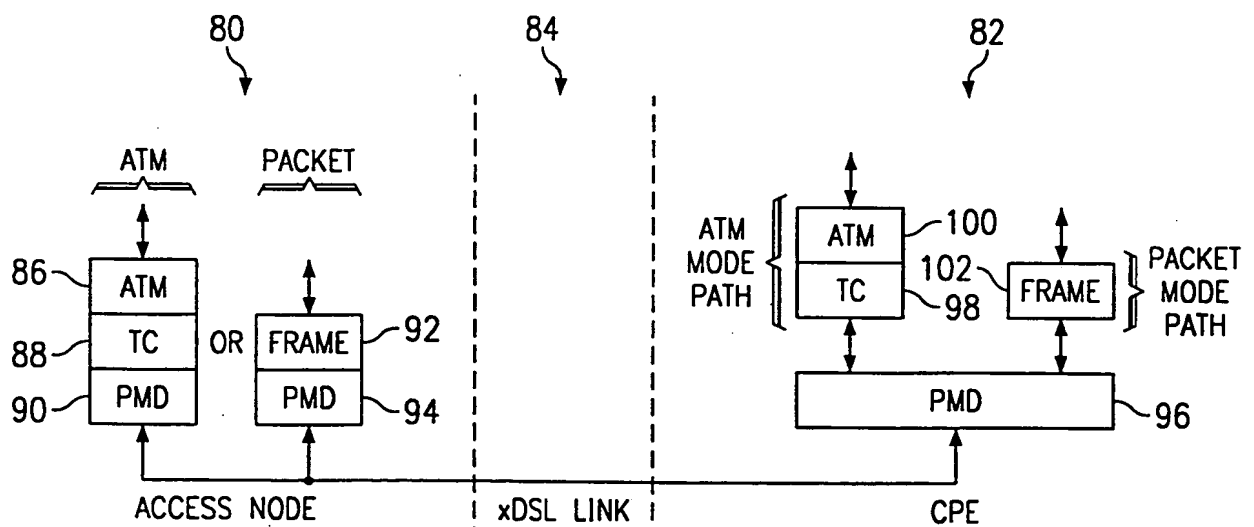 80
84
82
ATM
PACKET
86
ATM
88
TC
OR
FRAME
92
90
PMD
PMD
94
ATM
MODE
PATH
ATM
100
TC
98
102
FRAME
PACKET
MODE
PATH
PMD
96
ACCESS NODE
xDSL LINK
CPE